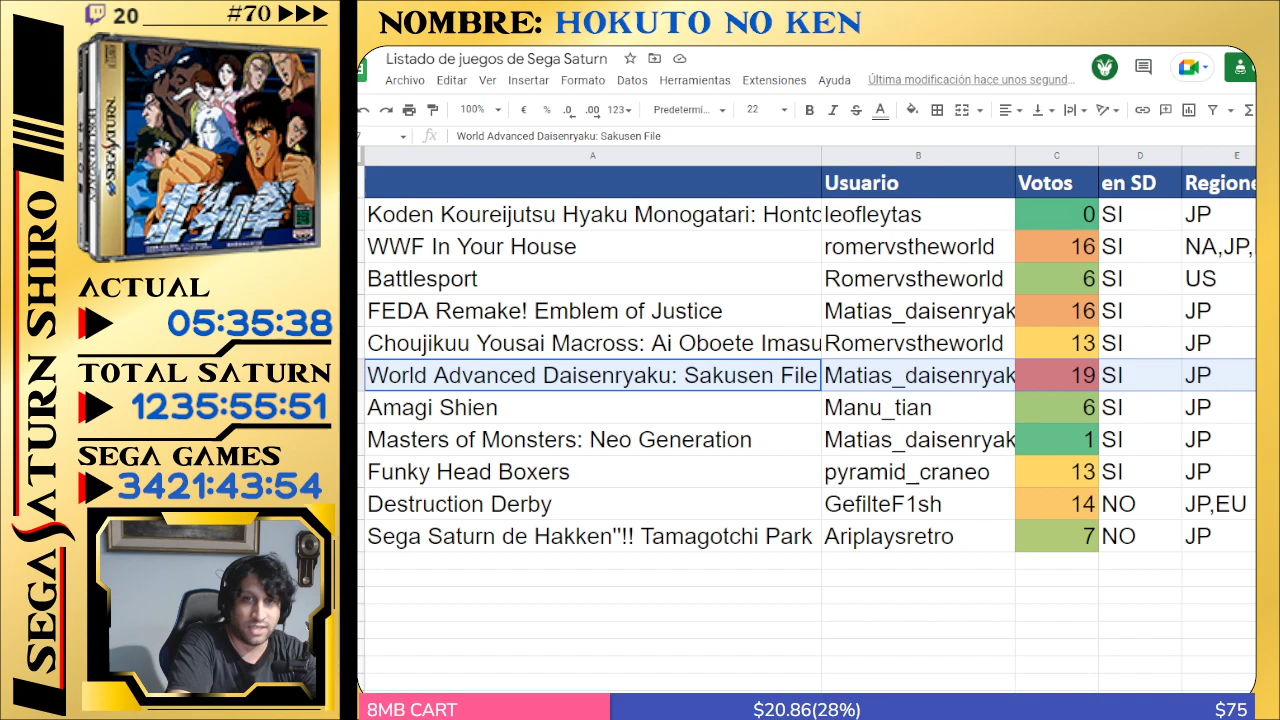 20
#70
NOMBRE: HOKUTO NO KEN
SEGA SATURN SHIRO
SEGA SATURN
北斗の拳
ACTUAL
05:35:38
TOTAL SATURN
1235:55:51
SEGA GAMES
3421:43:54
Listado de juegos de Sega Saturn
Archivo Editar Ver Insertar Formato Datos Herramientas Extensiones Ayuda Última modificación hace unos segund...
100% € % .0 .00 123 Predetermi... 22 B I S A
7 fx World Advanced Daisenryaku: Sakusen File
A B C D E
Usuario Votos en SD Regione
Koden Koureijutsu Hyaku Monogatari: Honto leofleytas 0 SI JP
WWF In Your House romervstheworld 16 SI NA,JP,
Battlesport Romervstheworld 6 SI US
FEDA Remake! Emblem of Justice Matias_daisenryak 16 SI JP
Choujikuu Yousai Macross: Ai Oboete Imasu Romervstheworld 13 SI JP
World Advanced Daisenryaku: Sakusen File Matias_daisenryak 19 SI JP
Amagi Shien Manu_tian 6 SI JP
Masters of Monsters: Neo Generation Matias_daisenryak 1 SI JP
Funky Head Boxers pyramid_craneo 13 SI JP
Destruction Derby GefilteF1sh 14 NO JP,EU
Sega Saturn de Hakken"!! Tamagotchi Park Ariplaysretro 7 NO JP
8MB CART $20.86(28%) $75